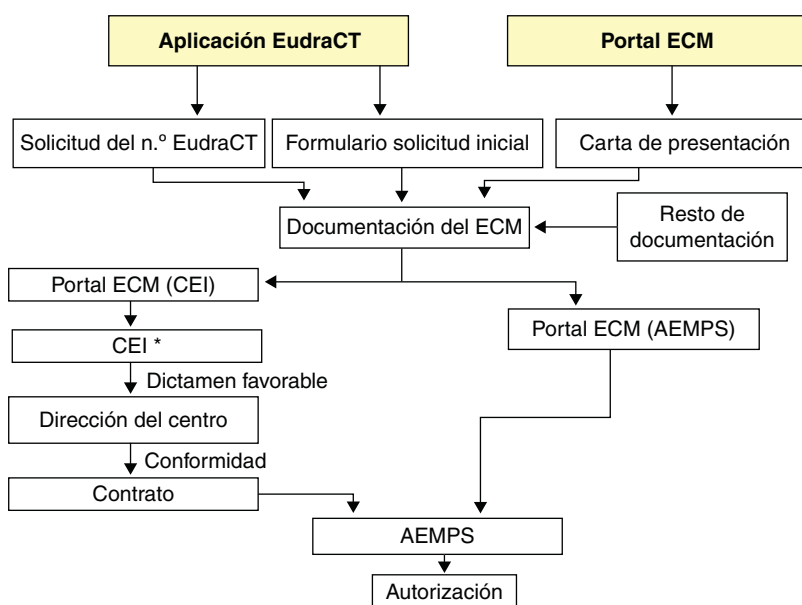 Aplicación EudraCT
Portal ECM
Solicitud del n.º EudraCT
Formulario solicitud inicial
Carta de presentación
Documentación del ECM
Resto de
documentación
Portal ECM (CEI)
Portal ECM (AEMPS)
CEI *
Dictamen favorable
Dirección del centro
Conformidad
Contrato
AEMPS
Autorización